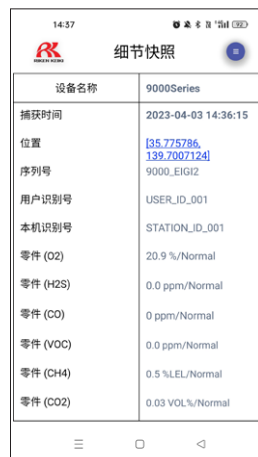 14:37
92
RIKEN KEIKI
细节快照
设备名称 9000Series
捕获时间 2023-04-03 14:36:15
位置 [35.775786,
139.7007124]
序列号 9000_EIGI2
用户识别号 USER_ID_001
本机识别号 STATION_ID_001
零件 (O2) 20.9 %/Normal
零件 (H2S) 0.0 ppm/Normal
零件 (CO) 0 ppm/Normal
零件 (VOC) 0.0 ppm/Normal
零件 (CH4) 0.5 %LEL/Normal
零件 (CO2) 0.03 VOL%/Normal